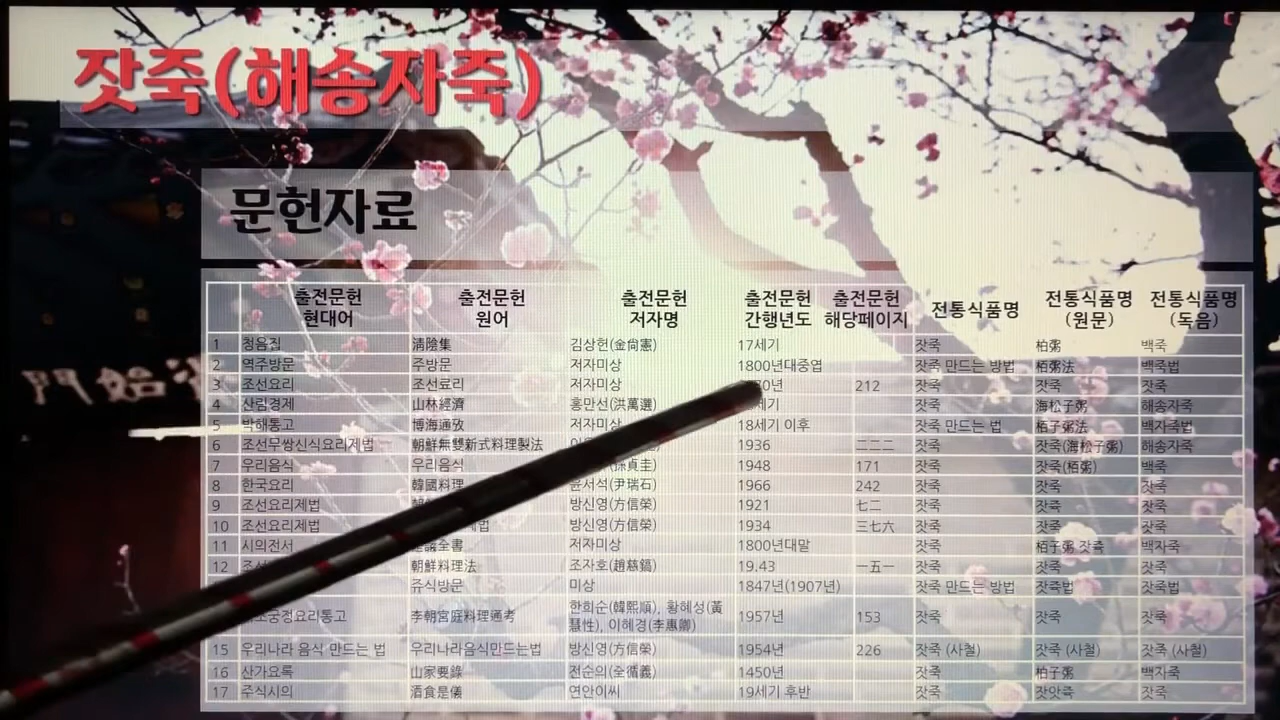 잣죽(해송자죽)
문헌자료
출전문헌 현대어 출전문헌 원어 출전문헌 저자명 출전문헌 간행년도 출전문헌 해당페이지 전통식품명 전통식품명 (원문) 전통식품명 (독음)
1 청음집 淸陰集 김상헌(金尙憲) 17세기 잣죽 柏粥 백죽
2 역주방문 주방문 저자미상 1800년대중엽 잣죽 만드는 방법 栢粥法 백죽법
3 조선요리 조선료리 저자미상 212 잣죽 잣죽 잣죽
4 산림경제 山林經濟 홍만선(洪萬選) 잣죽 海松子粥 해송자죽
5 박해통고 博海通攷 저자미상 18세기 이후 잣죽 만드는 법 栢子粥法 백자죽법
6 조선무쌍신식요리제법 朝鮮無雙新式料理製法 1936 二二二 잣죽 잣죽(海松子粥) 해송자죽
7 우리음식 우리음식 1948 171 잣죽 잣죽(栢粥) 백죽
8 한국요리 韓國料理 윤서석(尹瑞石) 1966 242 잣죽 잣죽 잣죽
9 조선요리제법 방신영(方信榮) 1921 七二 잣죽 잣쥭 잣죽
10 조선요리제법 방신영(方信榮) 1934 三七六 잣죽 잣죽 잣죽
11 시의전서 저자미상 1800년대말 잣죽 栢子粥 잣쥭 백자죽
12 朝鮮料理法 조자호(趙慈鎬) 19.43 一五一 잣죽 잣죽 잣죽
쥬식방문 미상 1847년(1907년) 잣죽 만드는 방법 잣죽법 잣죽법
李朝宮庭料理通考 한희순(韓熙順), 황혜성(黃慧性), 이혜경(李惠卿) 1957년 153 잣죽 잣죽 잣죽
15 우리나라 음식 만드는 법 우리나라음식만드는법 방신영(方信榮) 1954년 226 잣죽 (사철) 잣죽 (사철) 잣죽 (사철)
16 산가요록 山家要錄 전순의(全循義) 1450년 잣죽 柏子粥 백자죽
17 주식시의 酒食是儀 연안이씨 19세기 후반 잣죽 잣앗쥭 잣죽